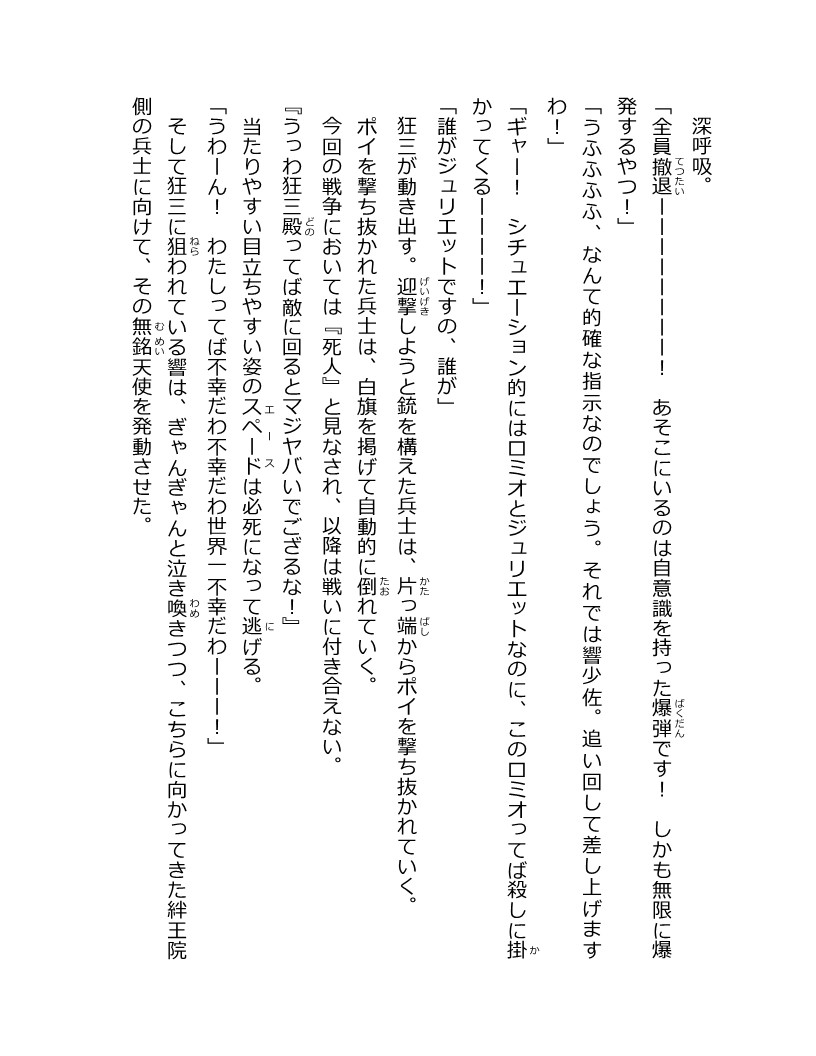 深呼吸。
「全員撤退ーーーーーーーー！　あそこにいるのは自意識を持った爆弾です！　しかも無限に爆
発するやつ！」
「うふふふふ、なんて的確な指示なのでしょう。それでは響少佐。追い回して差し上げます
わ！」
「ギャー！　シチュエーション的にはロミオとジュリエットなのに、このロミオってば殺しに掛
かってくるーーーー！」
「誰がジュリエットですの、誰が」
　狂三が動き出す。迎撃しようと銃を構えた兵士は、片っ端からポイを撃ち抜かれていく。
　ポイを撃ち抜かれた兵士は、白旗を掲げて自動的に倒れていく。
　今回の戦争においては『死人』と見なされ、以降は戦いに付き合えない。
『うっわ狂三殿ってば敵に回るとマジヤバいでござるな！』
　当たりやすい目立ちやすい姿のスペードは必死になって逃げる。
「うわーん！　わたしってば不幸だわ不幸だわ世界一不幸だわーーー！」
　そして狂三に狙われている響は、ぎゃんぎゃんと泣き喚きつつ、こちらに向かってきた絆王院
側の兵士に向けて、その無銘天使を発動させた。